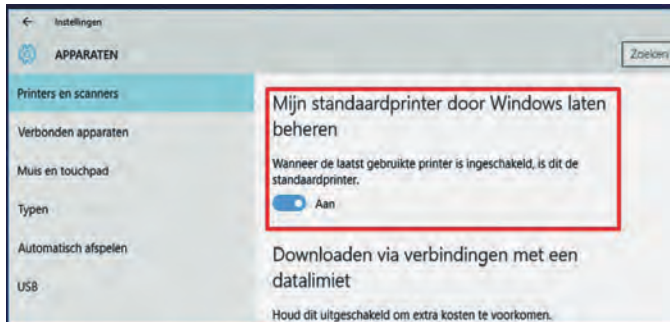 ← Instellingen
APPARATEN
Zoeken
Printers en scanners
Verbonden apparaten
Muis en touchpad
Typen
Automatisch afspelen
USB
Mijn standaardprinter door Windows laten
beheren
Wanneer de laatst gebruikte printer is ingeschakeld, is dit de
standaardprinter.
Aan
Downloaden via verbindingen met een
datalimiet
Houd dit uitgeschakeld om extra kosten te voorkomen.